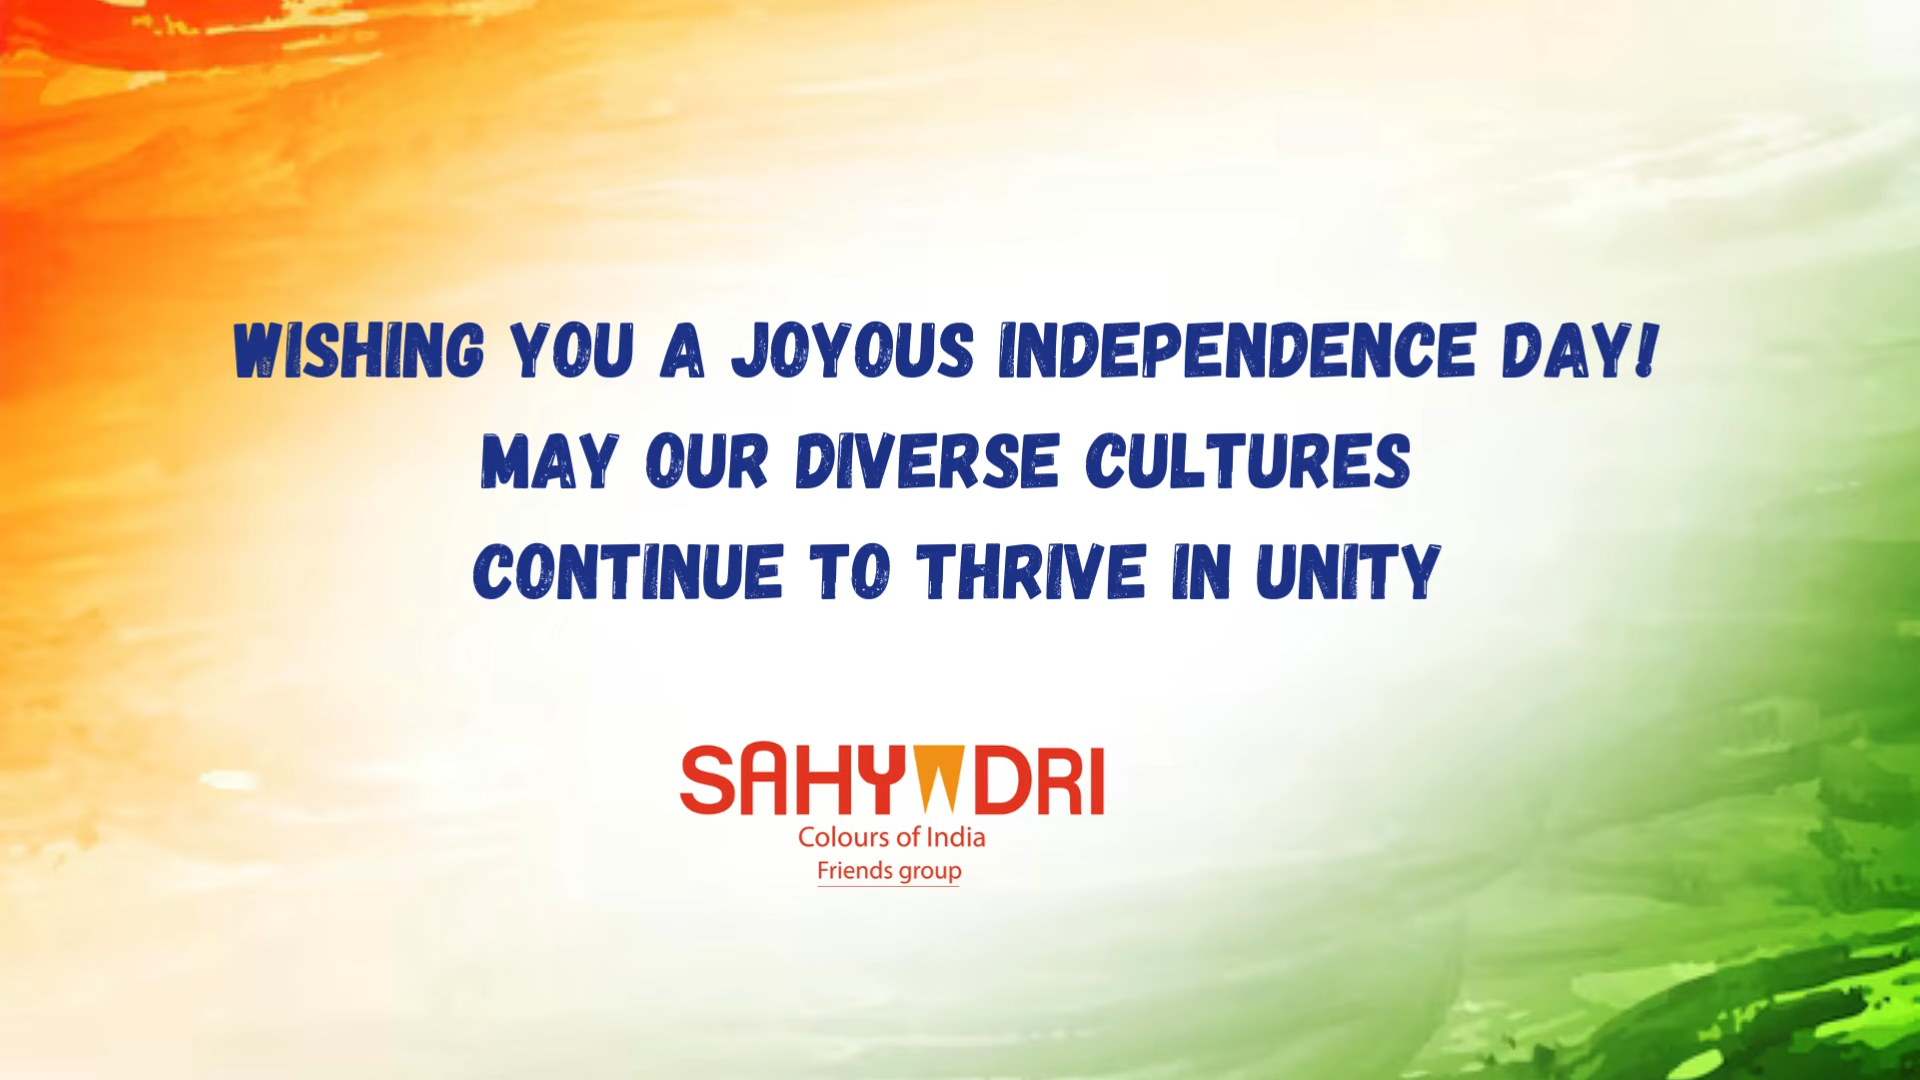 WISHING YOU A JOYOUS INDEPENDENCE DAY!
MAY OUR DIVERSE CULTURES
CONTINUE TO THRIVE IN UNITY
SAHYADRI
Colours of India
Friends group